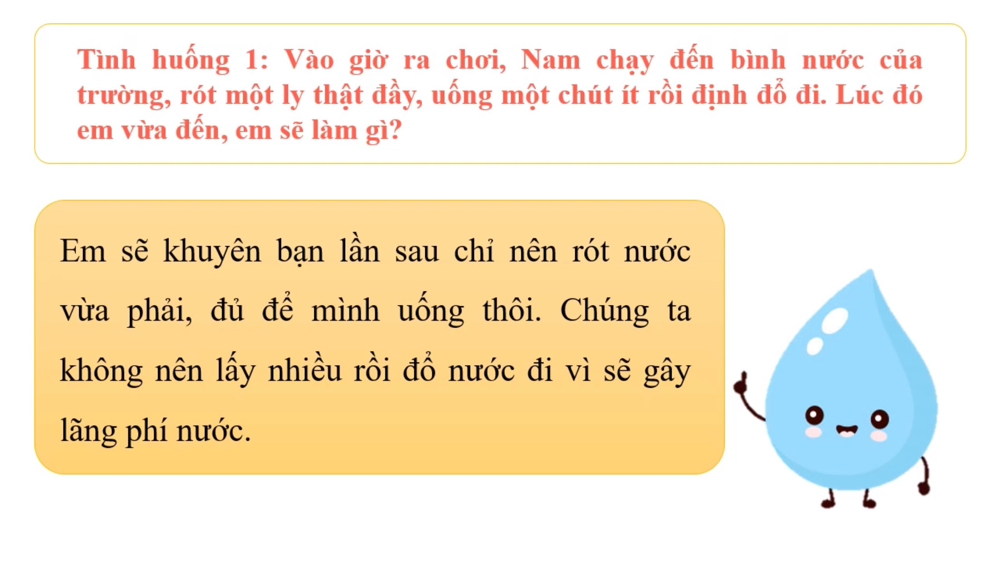 Tình huống 1: Vào giờ ra chơi, Nam chạy đến bình nước của
trường, rót một ly thật đầy, uống một chút ít rồi định đổ đi. Lúc đó
em vừa đến, em sẽ làm gì?
Em sẽ khuyên bạn lần sau chỉ nên rót nước
vừa phải, đủ để mình uống thôi. Chúng ta
không nên lấy nhiều rồi đổ nước đi vì sẽ gây
lãng phí nước.